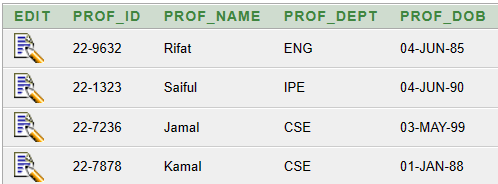 EDIT PROF_ID PROF_NAME PROF_DEPT PROF_DOB
22-9632 Rifat ENG 04-JUN-85
22-1323 Saiful IPE 04-JUN-90
22-7236 Jamal CSE 03-MAY-99
22-7878 Kamal CSE 01-JAN-88